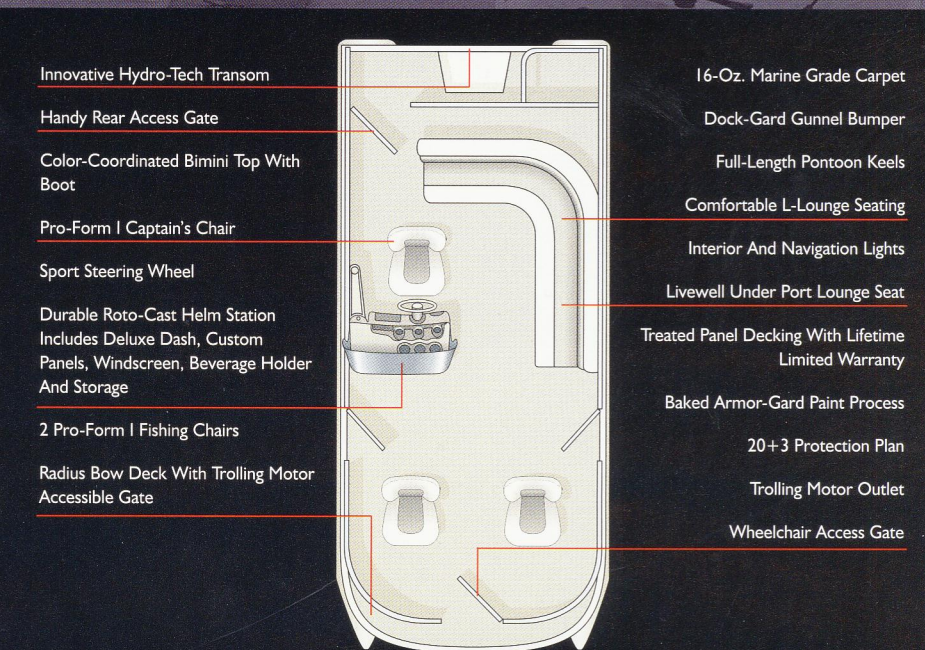 Innovative Hydro-Tech Transom
Handy Rear Access Gate
Color-Coordinated Bimini Top With
Boot
Pro-Form I Captain's Chair
Sport Steering Wheel
Durable Roto-Cast Helm Station
Includes Deluxe Dash, Custom
Panels, Windscreen, Beverage Holder
And Storage
2 Pro-Form I Fishing Chairs
Radius Bow Deck With Trolling Motor
Accessible Gate
16-Oz. Marine Grade Carpet
Dock-Gard Gunnel Bumper
Full-Length Pontoon Keels
Comfortable L-Lounge Seating
Interior And Navigation Lights
Livewell Under Port Lounge Seat
Treated Panel Decking With Lifetime
Limited Warranty
Baked Armor-Gard Paint Process
20+3 Protection Plan
Trolling Motor Outlet
Wheelchair Access Gate